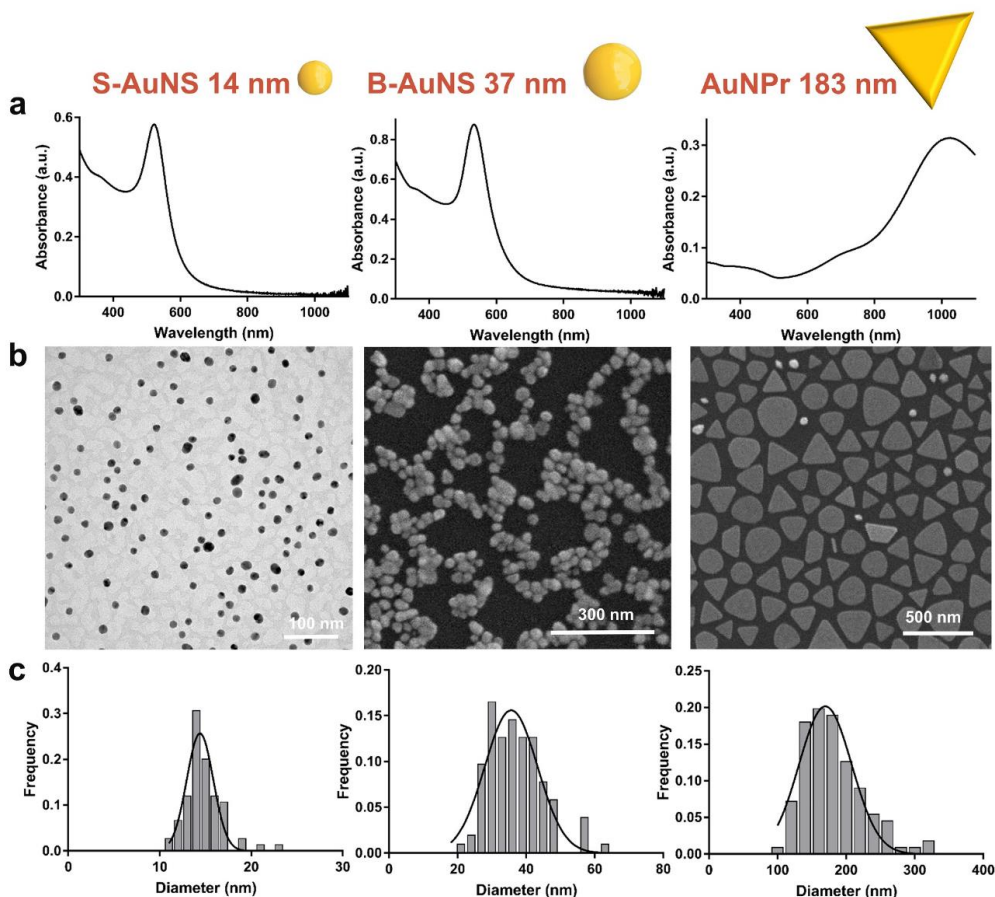 S-AuNS 14 nm
B-AuNS 37 nm
AuNPr 183 nm
a
Absorbance (a.u.)
0.6
0.4
0.2
0.0
400 600 800 1000
Wavelength (nm)
Absorbance (a.u.)
0.8
0.6
0.4
0.2
0.0
400 600 800 1000
Wavelength (nm)
Absorbance (a.u.)
0.3
0.2
0.1
0.0
400 600 800 1000
Wavelength (nm)
b
100 nm
300 nm
500 nm
c
Frequency
0.4
0.3
0.2
0.1
0.0
0 10 20 30
Diameter (nm)
Frequency
0.20
0.15
0.10
0.05
0.00
0 20 40 60 80
Diameter (nm)
Frequency
0.25
0.20
0.15
0.10
0.05
0.00
0 100 200 300 400
Diameter (nm)